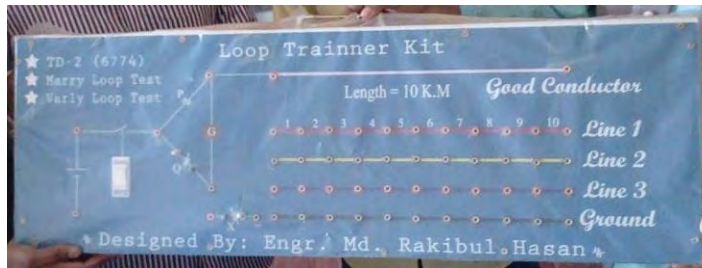 Loop Trainner Kit
★ TD-2 (6774)
★ Marry Loop Test
★ Varly Loop Test
P
G
Q
X
Length = 10 K.M
Good Conductor
1 2 3 4 5 6 7 8 9 10
Line 1
Line 2
Line 3
Ground
* Designed By: Engr. Md. Rakibul Hasan *